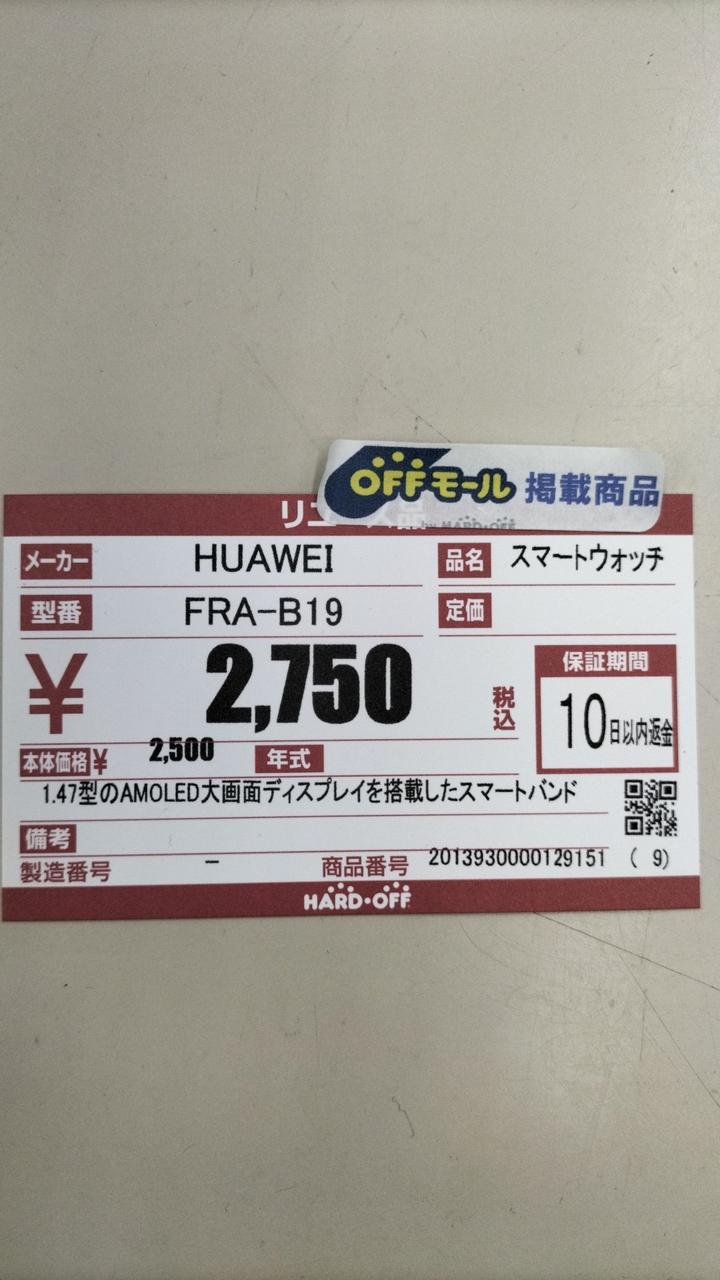 OFFモール 掲載商品
by HARD・OFF
リユース品
メーカー HUAWEI 品名 スマートウォッチ
型番 FRA-B19 定価
¥ 2,750 税込 保証期間
10日以内返金
本体価格¥ 2,500 年式
1.47型のAMOLED大画面ディスプレイを搭載したスマートバンド
備考
製造番号 - 商品番号 2013930000129151 ( 9)
HARD・OFF